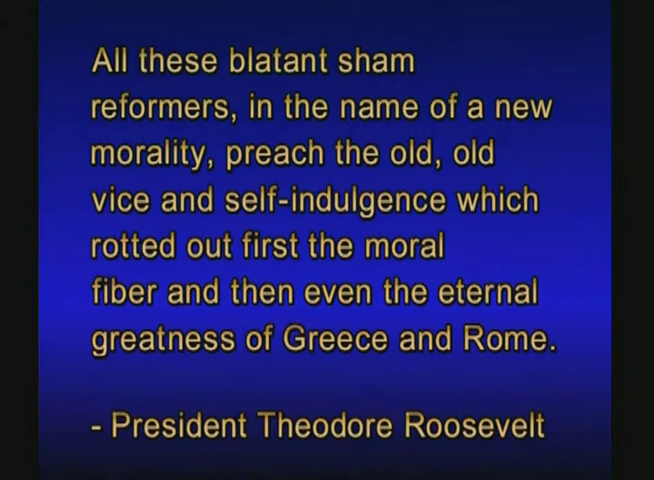 All these blatant sham
reformers, in the name of a new
morality, preach the old, old
vice and self-indulgence which
rotted out first the moral
fiber and then even the eternal
greatness of Greece and Rome.
- President Theodore Roosevelt